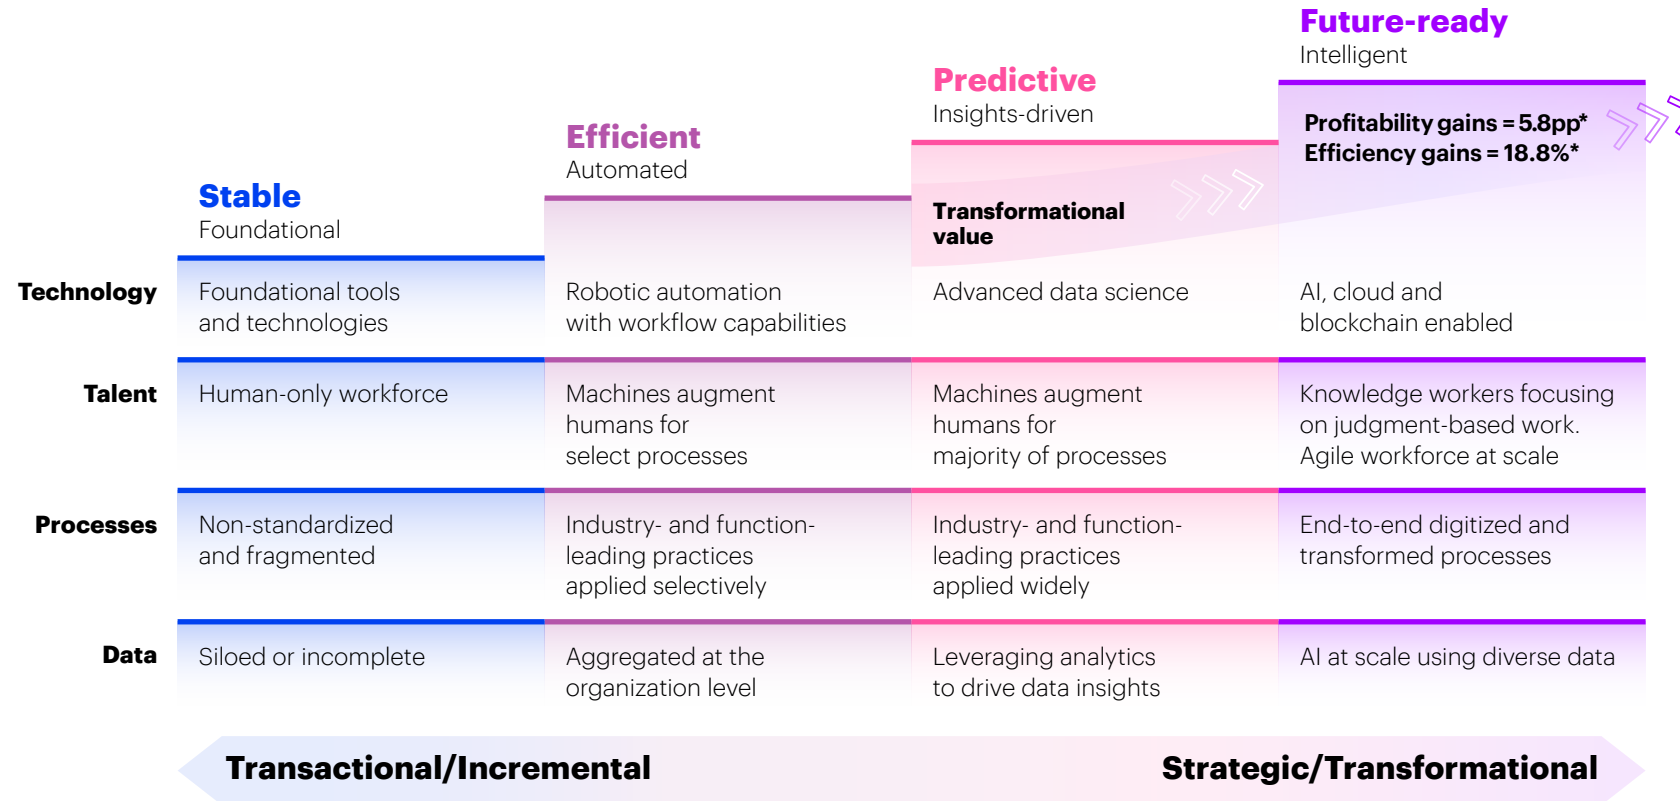 Future-ready
Intelligent
Predictive
Insights-driven
Efficient
Automated
Stable
Foundational
Profitability gains = 5.8pp*
Efficiency gains = 18.8%*
Transformational
value
Technology
Foundational tools
and technologies
Robotic automation
with workflow capabilities
Advanced data science
AI, cloud and
blockchain enabled
Talent
Human-only workforce
Machines augment
humans for
select processes
Machines augment
humans for
majority of processes
Knowledge workers focusing
on judgment-based work.
Agile workforce at scale
Processes
Non-standardized
and fragmented
Industry- and function-
leading practices
applied selectively
Industry- and function-
leading practices
applied widely
End-to-end digitized and
transformed processes
Data
Siloed or incomplete
Aggregated at the
organization level
Leveraging analytics
to drive data insights
AI at scale using diverse data
Transactional/Incremental
Strategic/Transformational